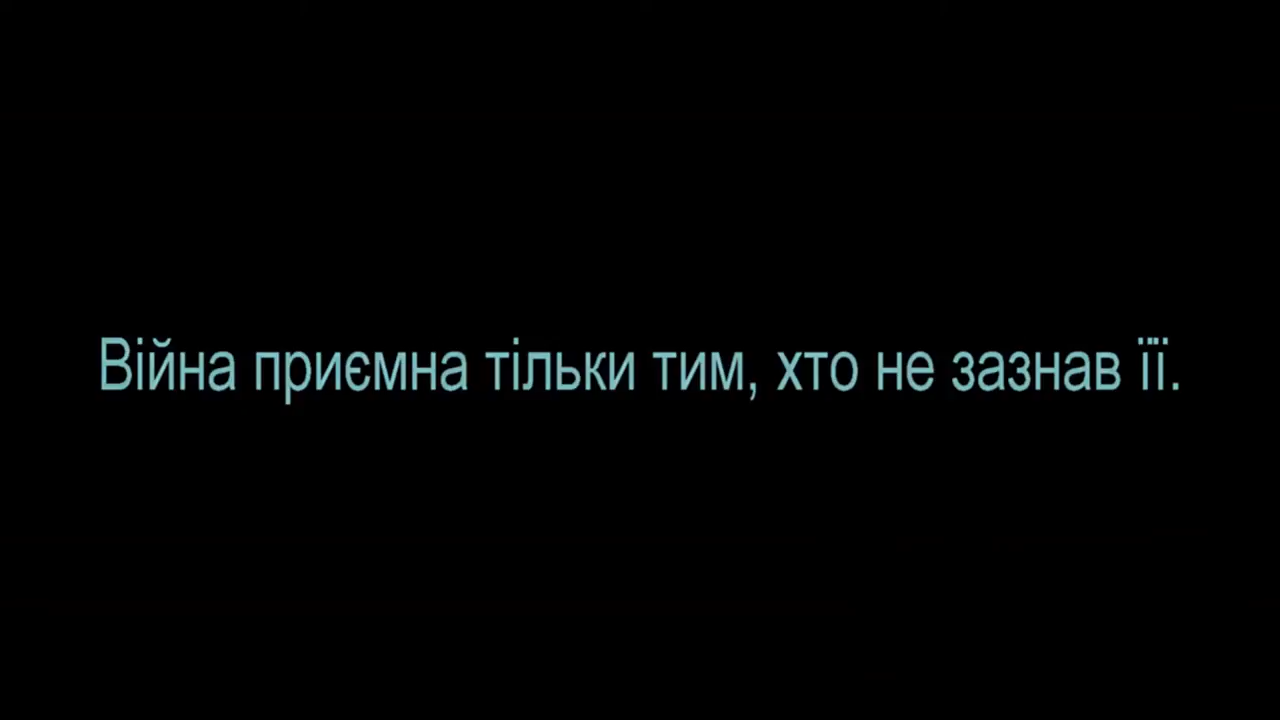 Війна приємна тільки тим, хто не зазнав її.